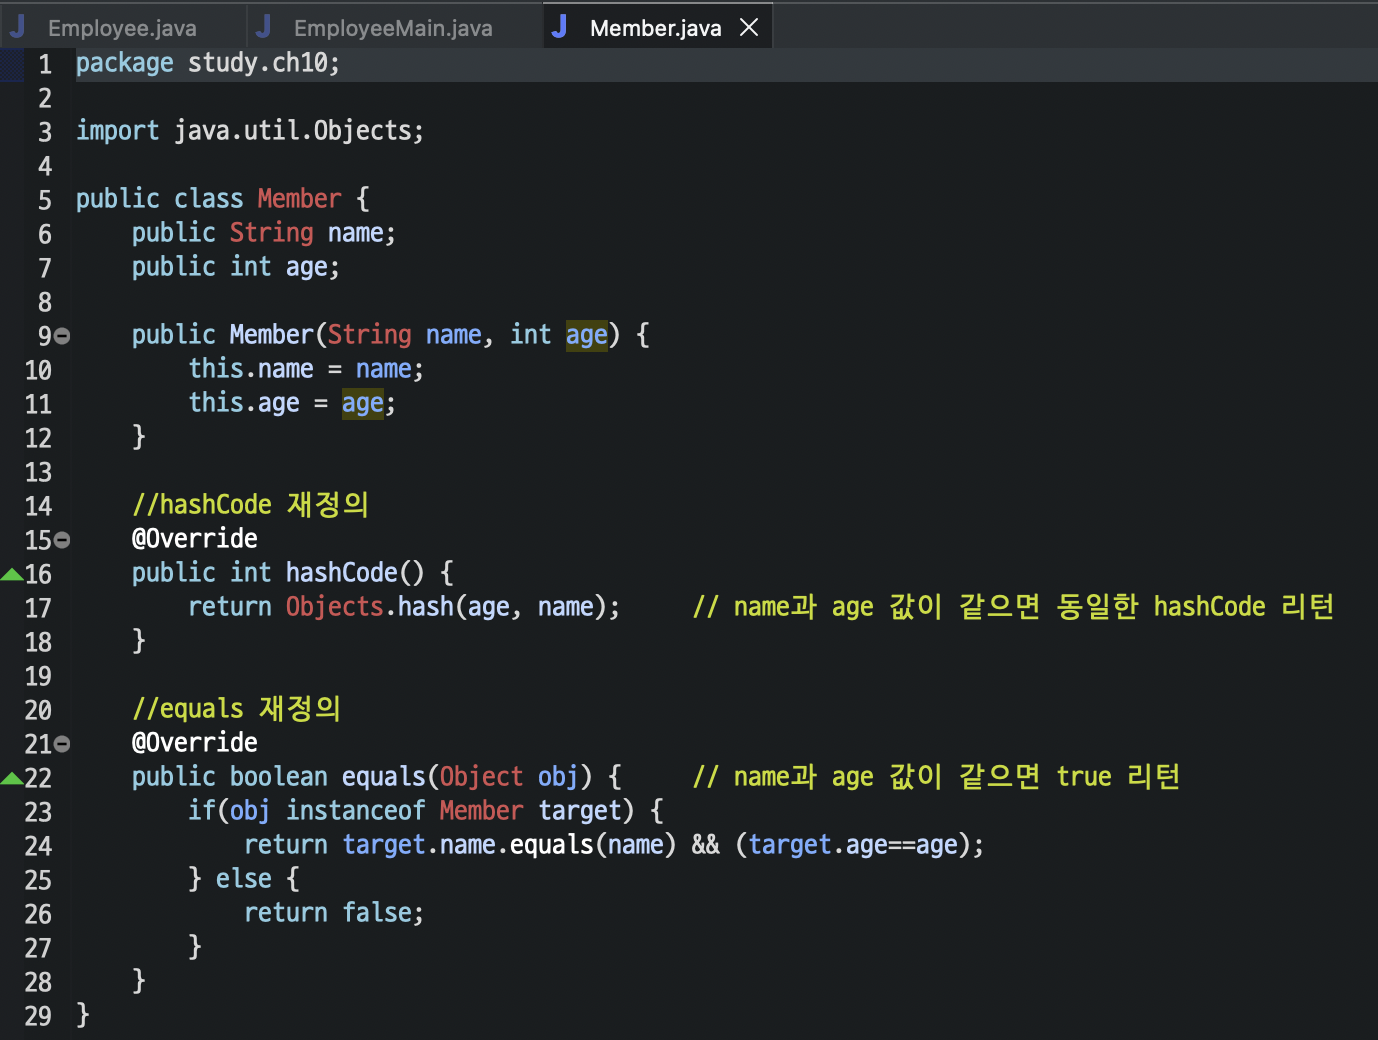 Employee.java EmployeeMain.java Member.java
1 package study.ch10;
2
3 import java.util.Objects;
4
5 public class Member {
6     public String name;
7     public int age;
8
9     public Member(String name, int age) {
10         this.name = name;
11         this.age = age;
12     }
13
14     //hashCode 재정의
15     @Override
16     public int hashCode() {
17         return Objects.hash(age, name);     // name과 age 값이 같으면 동일한 hashCode 리턴
18     }
19
20     //equals 재정의
21     @Override
22     public boolean equals(Object obj) {     // name과 age 값이 같으면 true 리턴
23         if(obj instanceof Member target) {
24             return target.name.equals(name) && (target.age==age);
25         } else {
26             return false;
27         }
28     }
29 }